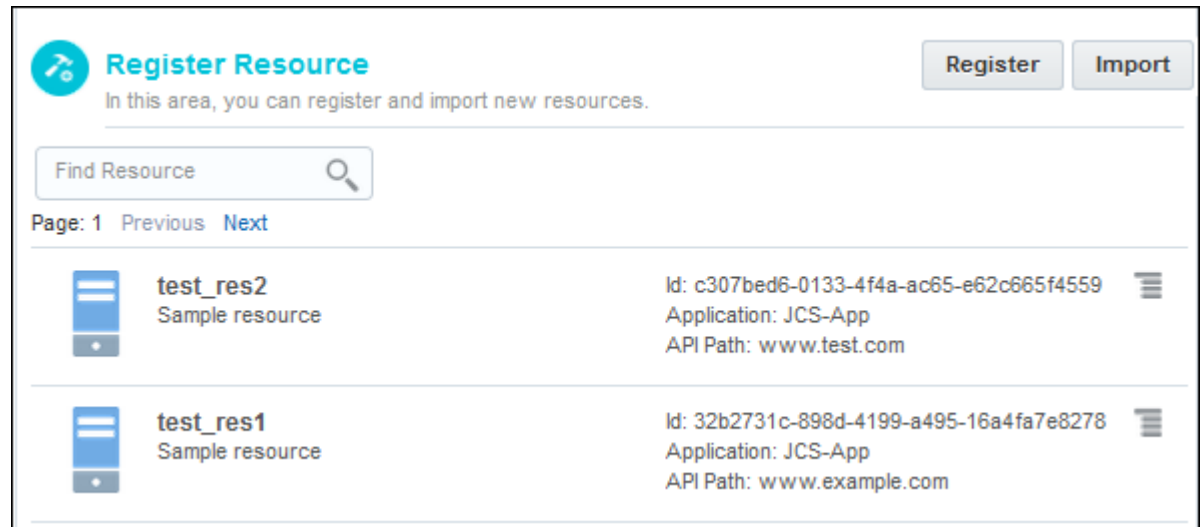 Register Resource
Register
Import
In this area, you can register and import new resources.
Find Resource
Page: 1 Previous Next
test_res2
Sample resource
Id: c307bed6-0133-4f4a-ac65-e62c665f4559
Application: JCS-App
API Path: www.test.com
test_res1
Sample resource
Id: 32b2731c-898d-4199-a495-16a4fa7e8278
Application: JCS-App
API Path: www.example.com